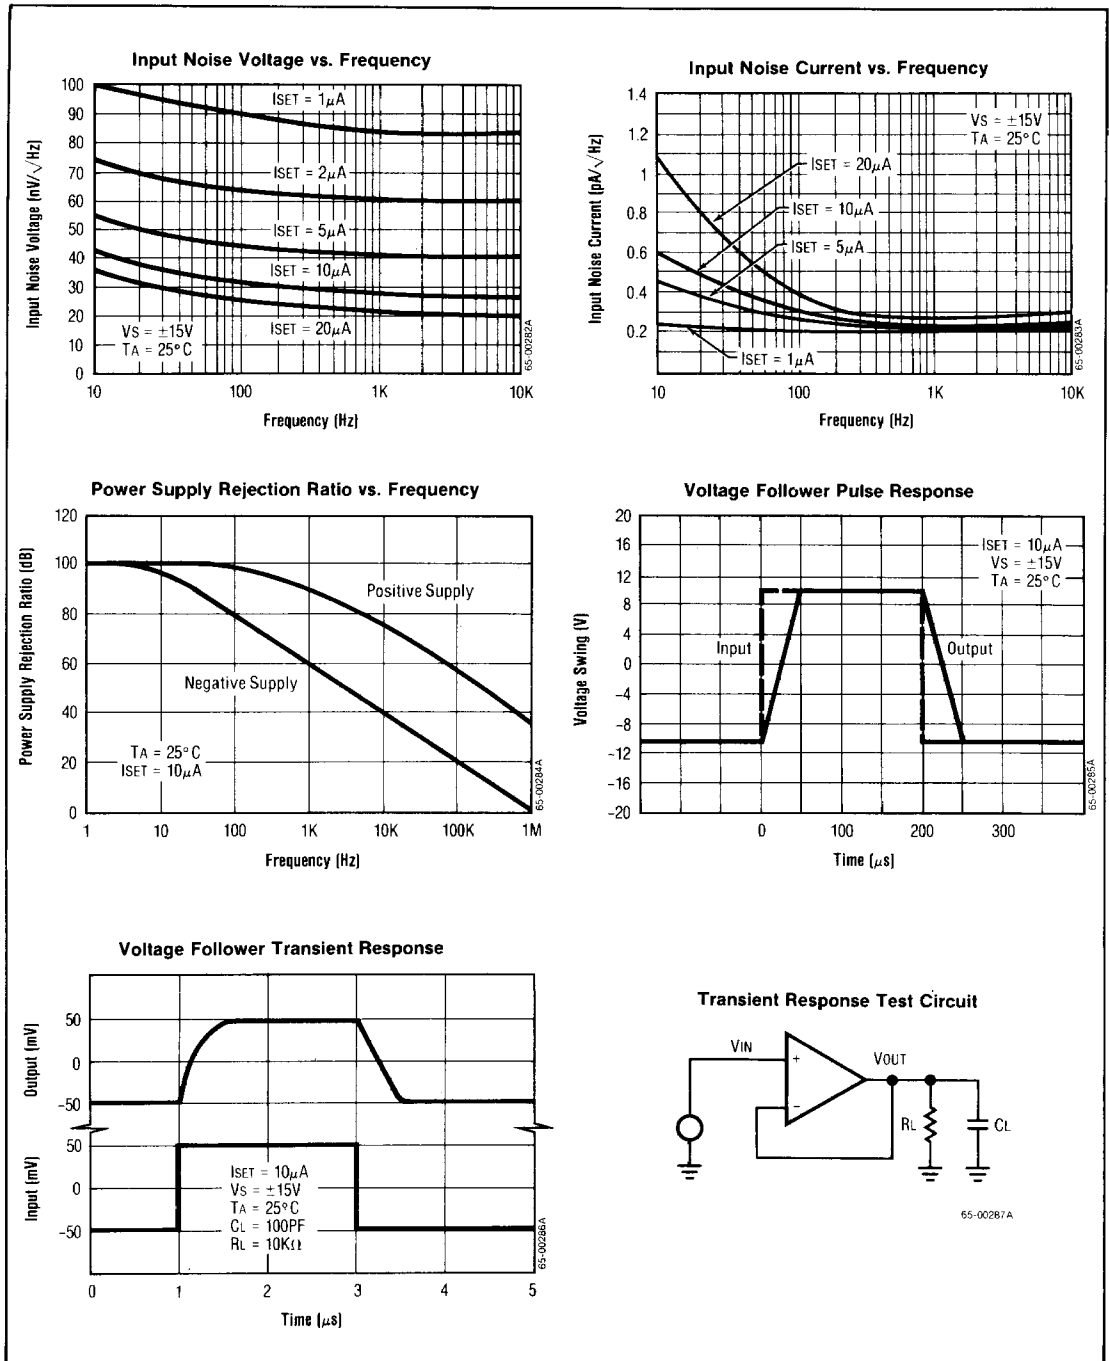 Input Noise Voltage vs. Frequency
Input Noise Voltage (nV/√Hz)
100
90
80
70
60
50
40
30
20
10
0
ISET = 1µA
ISET = 2µA
ISET = 5µA
ISET = 10µA
ISET = 20µA
VS = ±15V
TA = 25°C
10 100 1K 10K
Frequency (Hz)
65-00282A
Input Noise Current vs. Frequency
Input Noise Current (pA/√Hz)
1.4
1.2
1
0.8
0.6
0.4
0.2
VS = ±15V
TA = 25°C
ISET = 20µA
ISET = 10µA
ISET = 5µA
ISET = 1µA
10 100 1K 10K
Frequency (Hz)
65-00283A
Power Supply Rejection Ratio vs. Frequency
Power Supply Rejection Ratio (dB)
120
100
80
60
40
20
0
Positive Supply
Negative Supply
TA = 25°C
ISET = 10µA
1 10 100 1K 10K 100K 1M
Frequency (Hz)
65-00284A
Voltage Follower Pulse Response
Voltage Swing (V)
20
16
12
8
4
0
-4
-8
-12
-16
-20
ISET = 10µA
VS = ±15V
TA = 25°C
Input
Output
0 100 200 300
Time (µs)
65-00285A
Voltage Follower Transient Response
Output (mV)
50
0
-50
Input (mV)
50
0
-50
ISET = 10µA
VS = ±15V
TA = 25°C
CL = 100PF
RL = 10KΩ
0 1 2 3 4 5
Time (µs)
65-00286A
Transient Response Test Circuit
VIN
+
−
VOUT
RL
CL
65-00287A